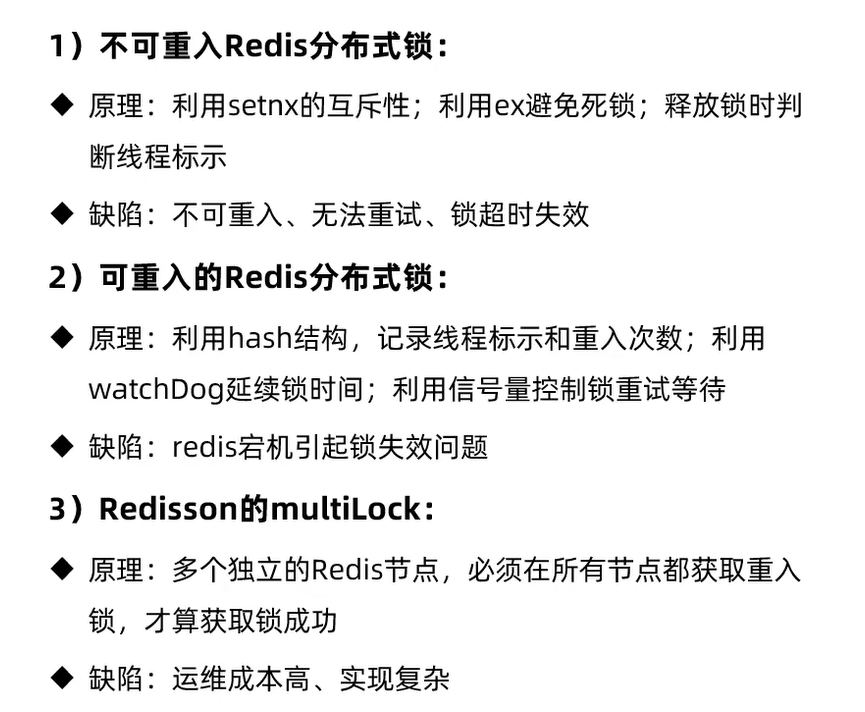 1）不可重入Redis分布式锁：
◆ 原理：利用setnx的互斥性；利用ex避免死锁；释放锁时判
断线程标示
◆ 缺陷：不可重入、无法重试、锁超时失效
2）可重入的Redis分布式锁：
◆ 原理：利用hash结构，记录线程标示和重入次数；利用
watchDog延续锁时间；利用信号量控制锁重试等待
◆ 缺陷：redis宕机引起锁失效问题
3）Redisson的multiLock：
◆ 原理：多个独立的Redis节点，必须在所有节点都获取重入
锁，才算获取锁成功
◆ 缺陷：运维成本高、实现复杂